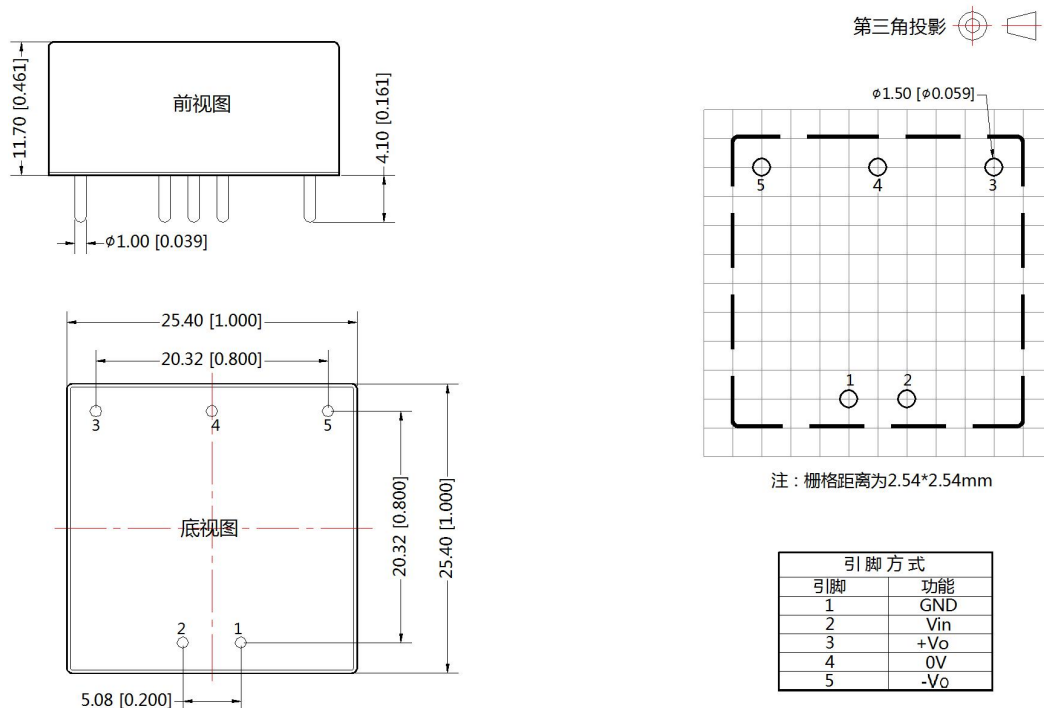 第三角投影
11.70 [0.461]
前视图
4.10 [0.161]
φ1.00 [0.039]
φ1.50 [φ0.059]
5
4
3
1
2
注：栅格距离为2.54*2.54mm
25.40 [1.000]
20.32 [0.800]
3
4
5
底视图
20.32 [0.800]
25.40 [1.000]
2
1
5.08 [0.200]
引脚方式
引脚 功能
1 GND
2 Vin
3 +Vo
4 0V
5 -Vo